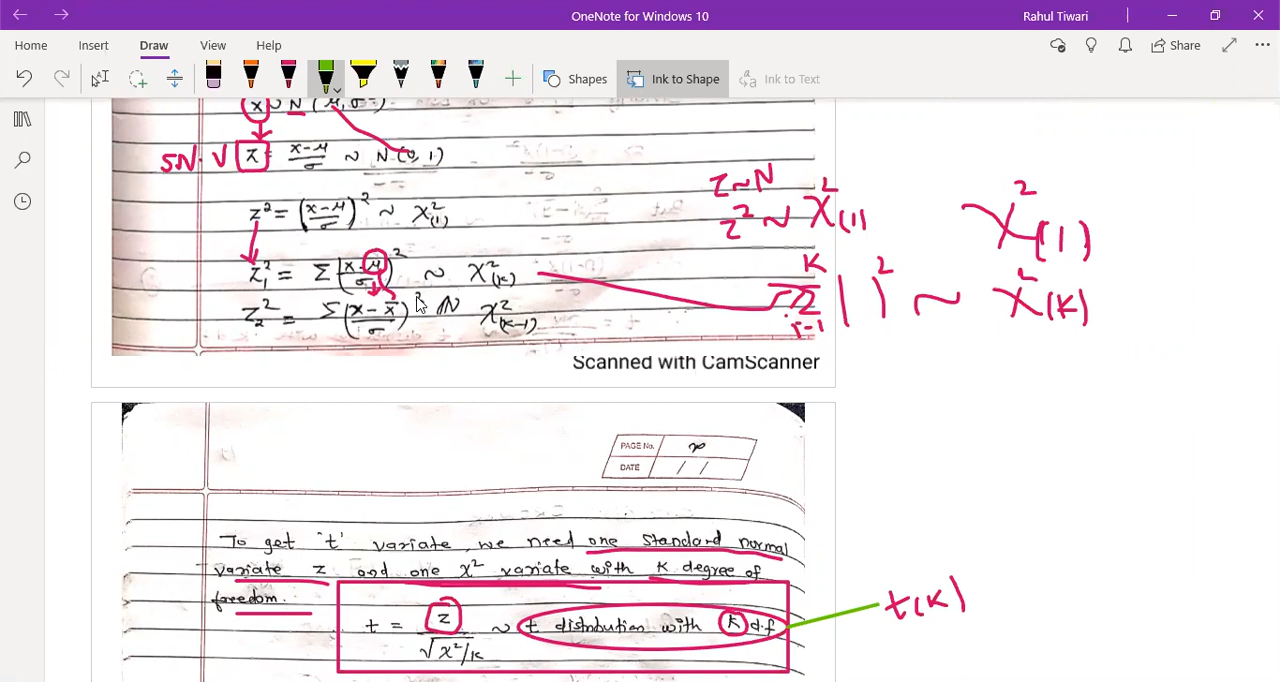 OneNote for Windows 10
Rahul Tiwari
Home Insert Draw View Help
Share
Shapes
Ink to Shape
Ink to Text
x ~ N (μ, σ²)
SN.V z = x-μ/σ ~ N(0, 1)
z² = (x-μ/σ)² ~ χ²(1)
z₁² = Σ(x-μ/σ)² ~ χ²(k)
z₂² = Σ(x-x̄/σ)² ~ χ²(k-1)
z~N
z² ~ χ²(1)
χ²(1)
K
Σ ( )² ~ χ²(K)
i=1
Scanned with CamScanner
PAGE No.
DATE / /
To get 't' variate, we need one standard normal
variate z and one χ² variate with K degree of
freedom.
t = z/√χ²/k ~ t distribution with k d.f
t(K)